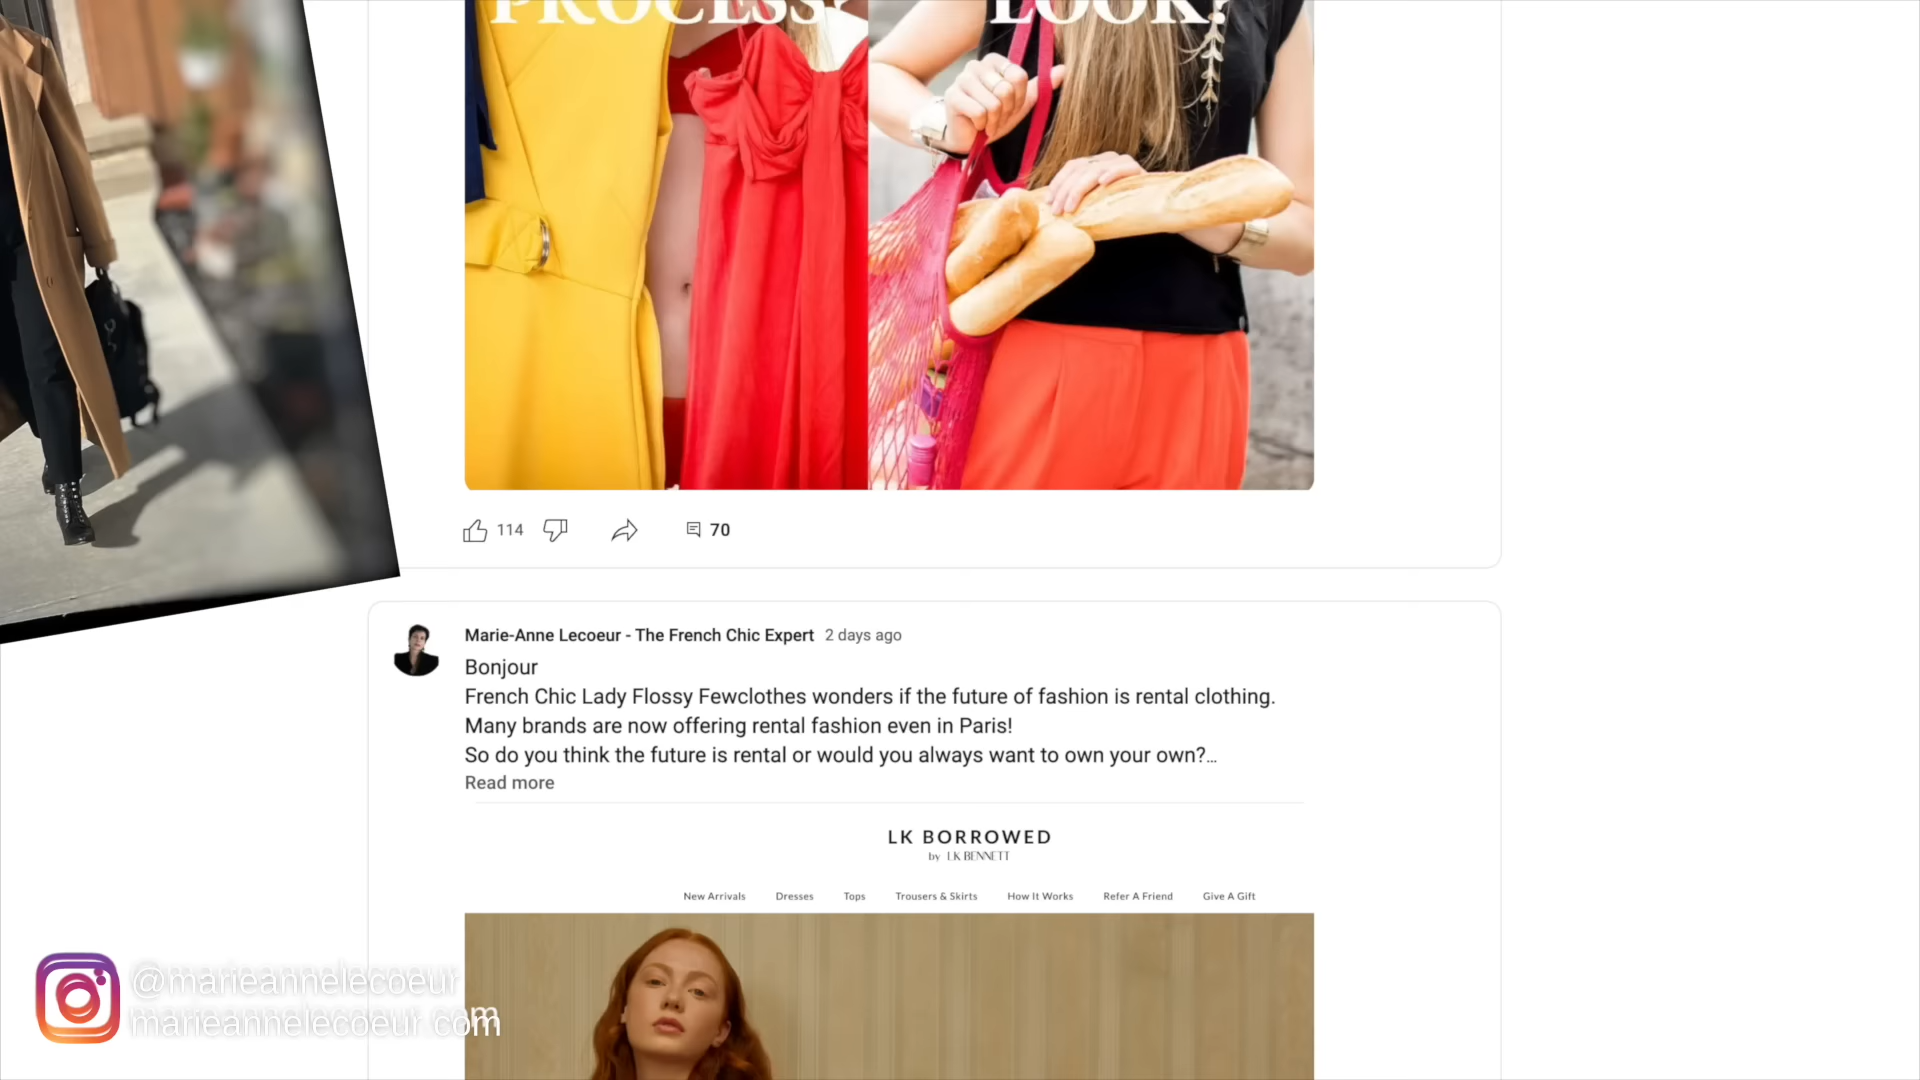 PROCESS?
LOOK?
114
70
Marie-Anne Lecoeur - The French Chic Expert 2 days ago
Bonjour
French Chic Lady Flossy Fewclothes wonders if the future of fashion is rental clothing.
Many brands are now offering rental fashion even in Paris!
So do you think the future is rental or would you always want to own your own?...
Read more
LK BORROWED
by LK BENNETT
New Arrivals Dresses Tops Trousers & Skirts How It Works Refer A Friend Give A Gift
@marieannelecoeur
marieannelecoeur.com